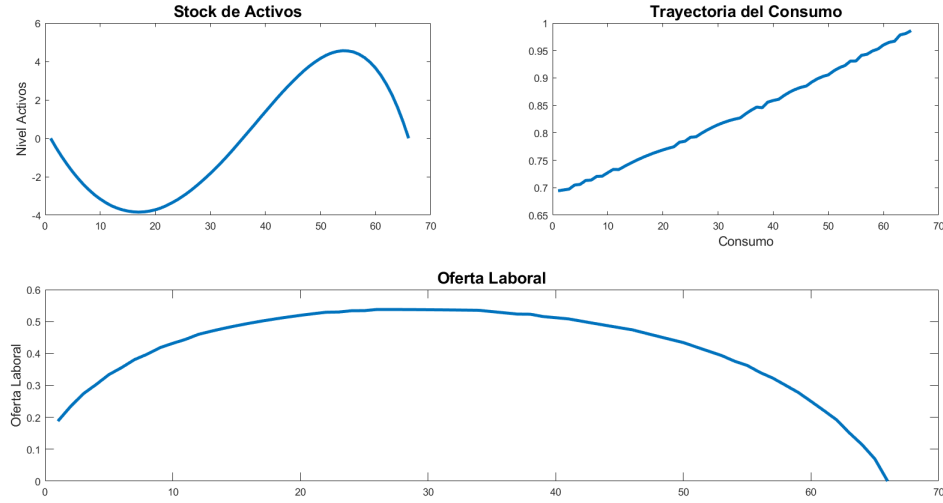 Stock de Activos
Nivel Activos
6
4
2
0
-2
-4
0 10 20 30 40 50 60 70
Trayectoria del Consumo
1
0.95
0.9
0.85
0.8
0.75
0.7
0.65
0 10 20 30 40 50 60 70
Consumo
Oferta Laboral
Oferta Laboral
0.6
0.5
0.4
0.3
0.2
0.1
0
0 10 20 30 40 50 60 70